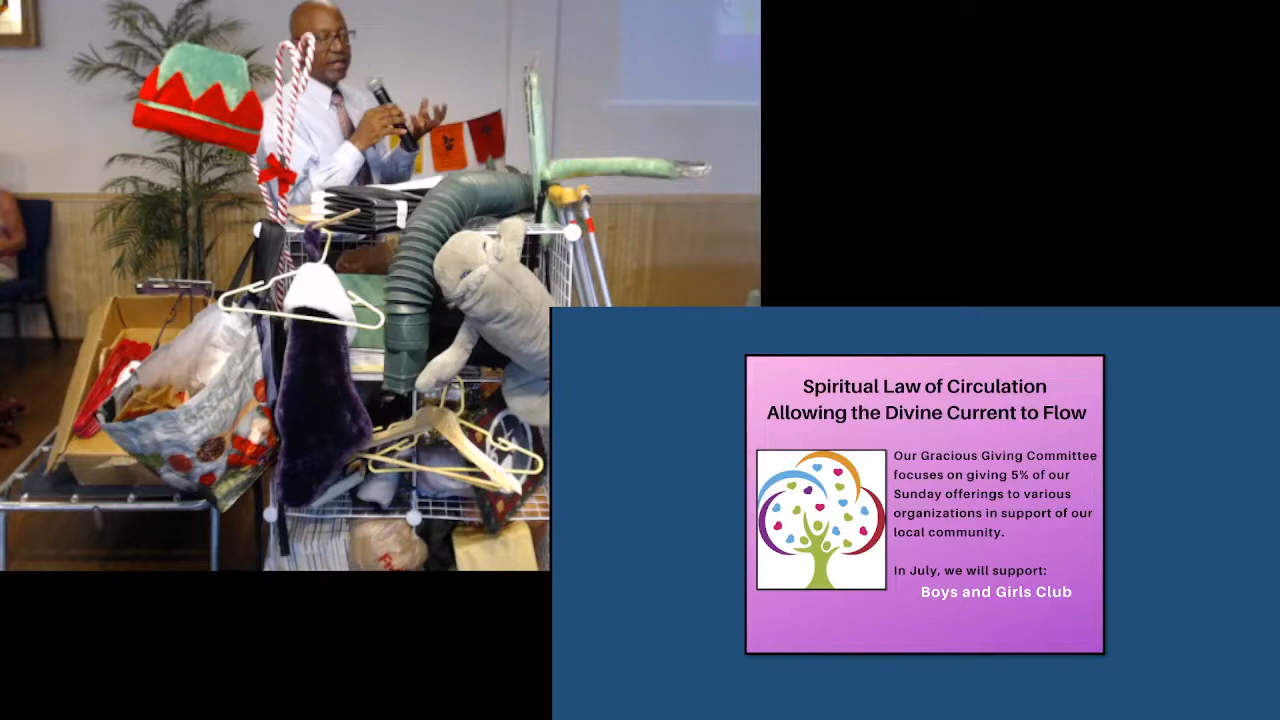 Spiritual Law of Circulation
Allowing the Divine Current to Flow
Our Gracious Giving Committee
focuses on giving 5% of our
Sunday offerings to various
organizations in support of our
local community.
In July, we will support:
Boys and Girls Club